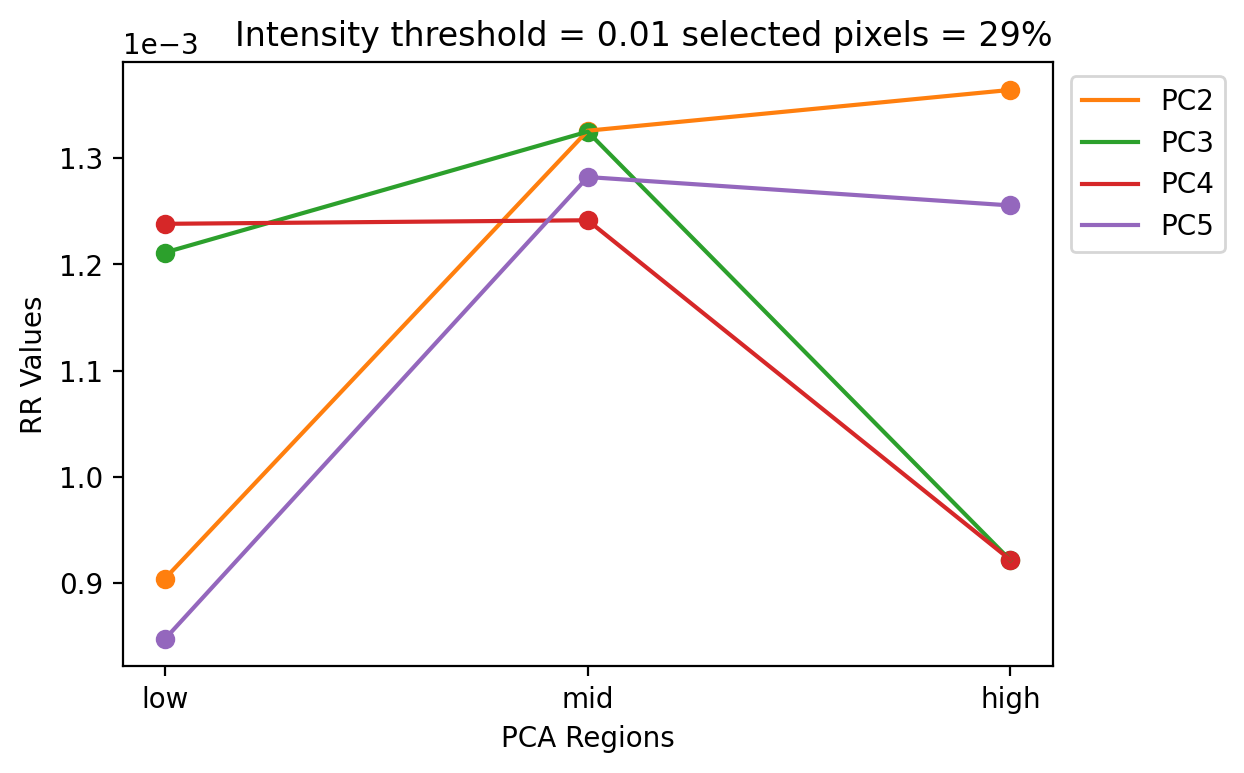 Intensity threshold = 0.01 selected pixels = 29%
1e−3
1.3
1.2
1.1
1.0
0.9
RR Values
low
mid
high
PCA Regions
PC2
PC3
PC4
PC5